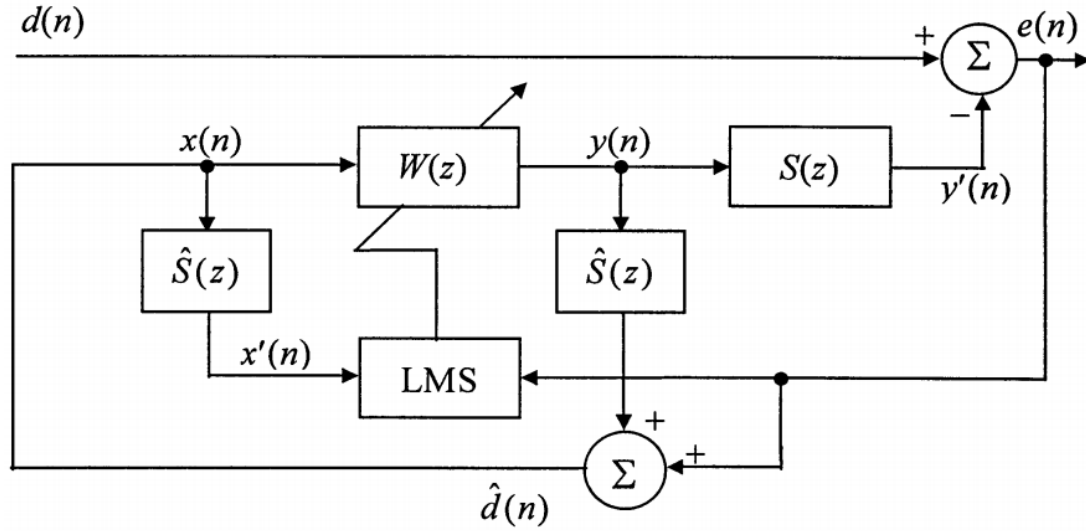 d(n)
+
Σ
e(n)
−
x(n)
W(z)
y(n)
S(z)
y′(n)
Ŝ(z)
Ŝ(z)
x′(n)
LMS
+
+
Σ
d̂(n)